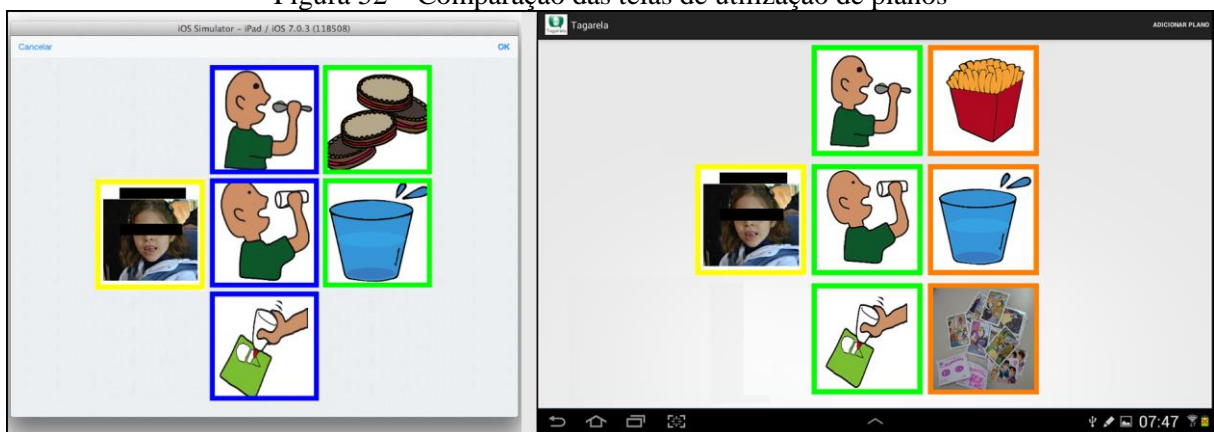 Figura 32 – Comparação das telas de utilização de planos
iOS Simulator – iPad / iOS 7.0.3 (11B508)
Cancelar
OK
Tagarela
Tagarela
ADICIONAR PLANO
07:47